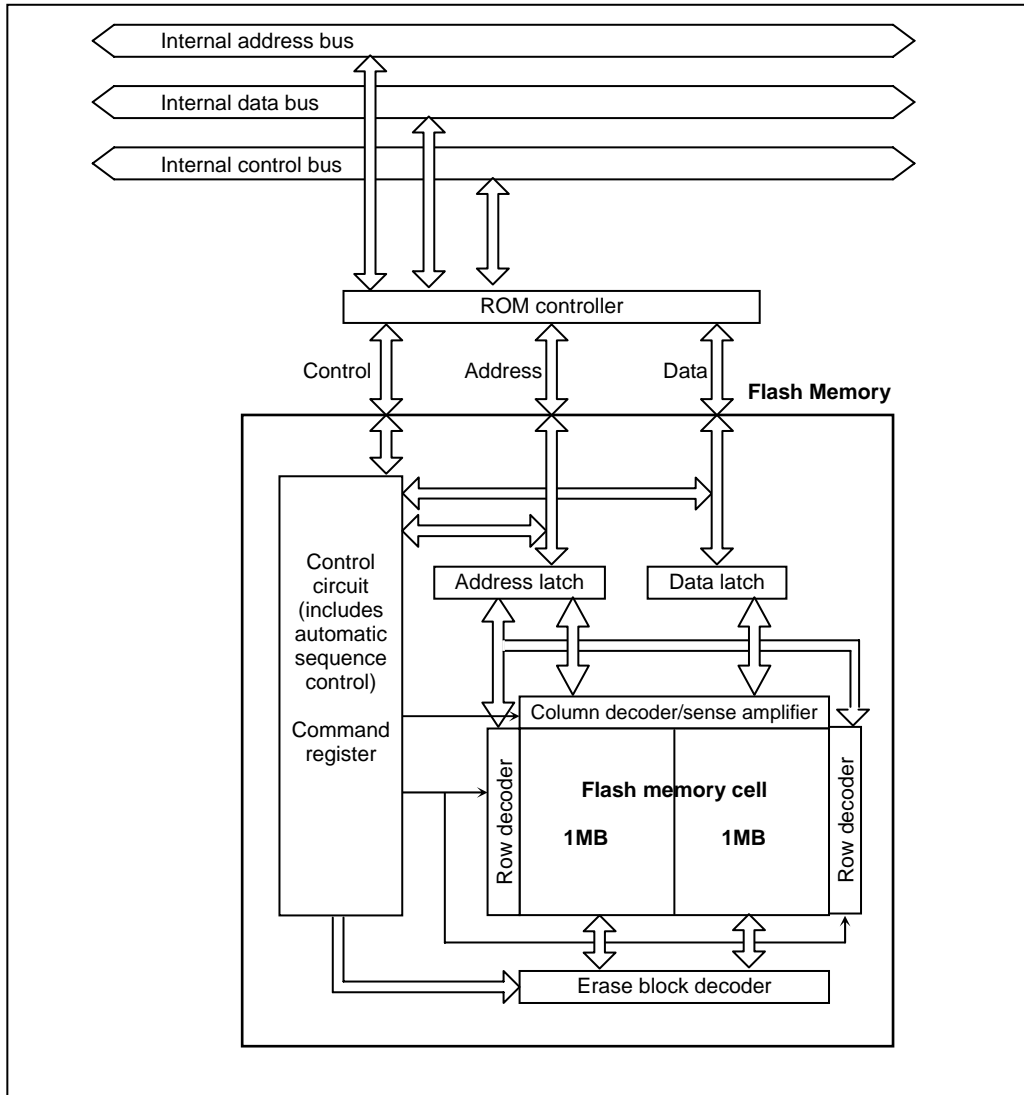 Internal address bus
Internal data bus
Internal control bus
ROM controller
Control
Address
Data
Flash Memory
Control
circuit
(includes
automatic
sequence
control)
Command
register
Address latch
Data latch
Column decoder/sense amplifier
Row decoder
Flash memory cell
1MB
1MB
Row decoder
Erase block decoder